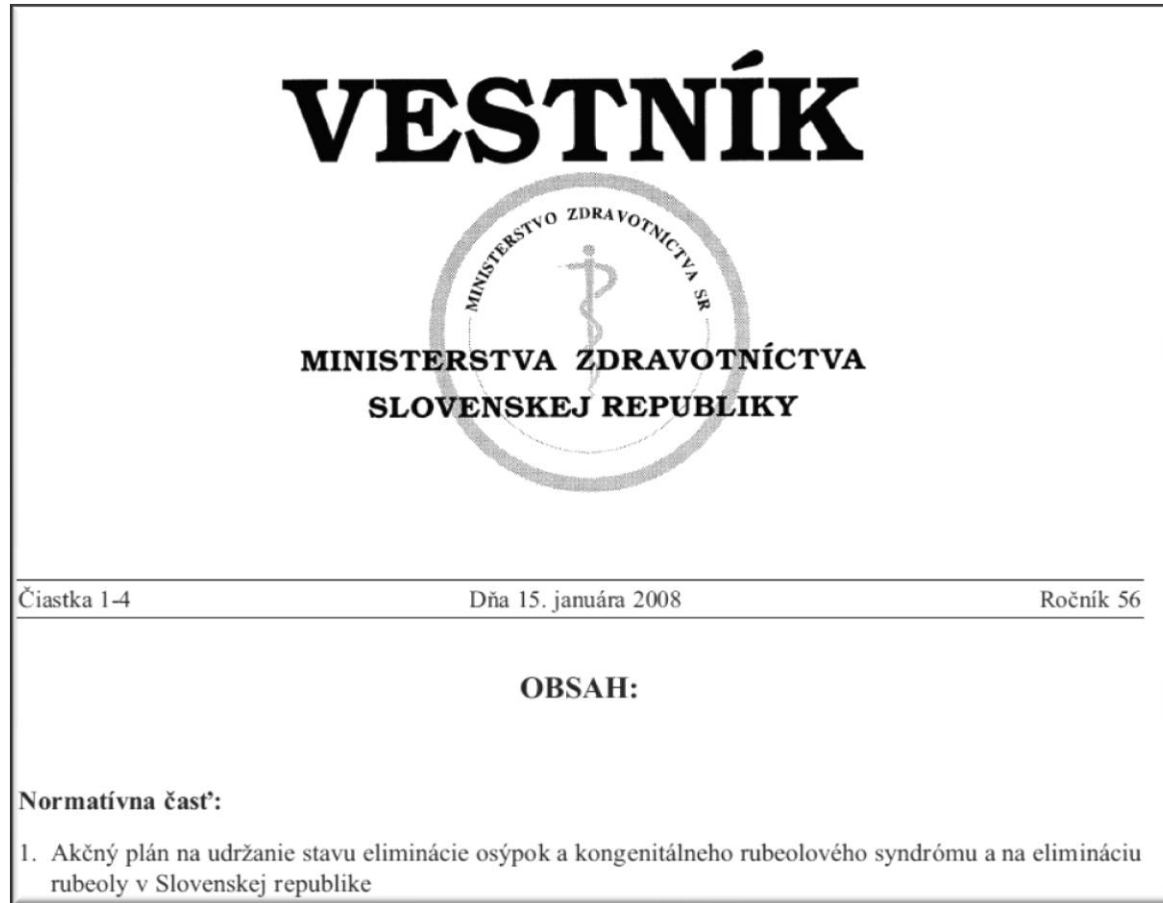 VESTNÍK
MINISTERSTVO ZDRAVOTNÍCTVA SR
MINISTERSTVA ZDRAVOTNÍCTVA
SLOVENSKEJ REPUBLIKY
Čiastka 1-4 Dňa 15. januára 2008 Ročník 56
OBSAH:
Normatívna časť:
1. Akčný plán na udržanie stavu eliminácie osýpok a kongenitálneho rubeolového syndrómu a na elimináciu
rubeoly v Slovenskej republike